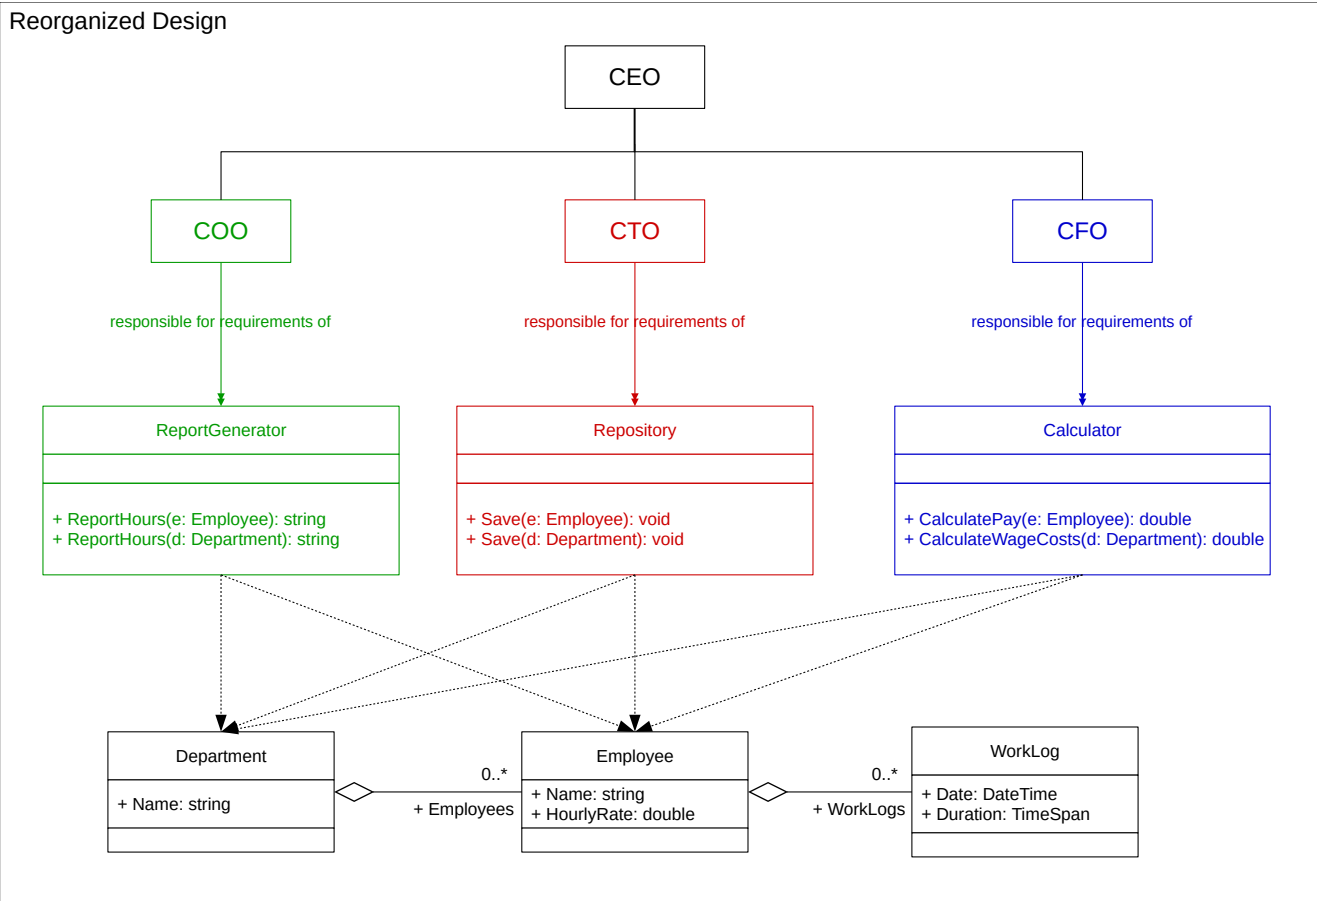 Reorganized Design
CEO
COO
CTO
CFO
responsible for requirements of
responsible for requirements of
responsible for requirements of
ReportGenerator
+ ReportHours(e: Employee): string
+ ReportHours(d: Department): string
Repository
+ Save(e: Employee): void
+ Save(d: Department): void
Calculator
+ CalculatePay(e: Employee): double
+ CalculateWageCosts(d: Department): double
Department
+ Name: string
0..*
+ Employees
Employee
+ Name: string
+ HourlyRate: double
0..*
+ WorkLogs
WorkLog
+ Date: DateTime
+ Duration: TimeSpan